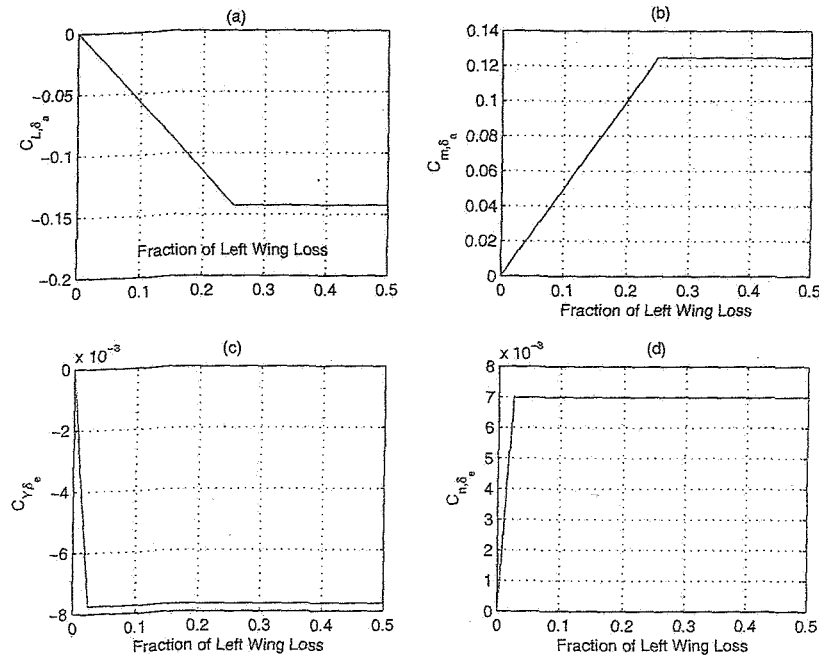 (a)
0
−0.05
−0.1
−0.15
−0.2
C_{L,δ_a}
Fraction of Left Wing Loss
0 0.1 0.2 0.3 0.4 0.5
(b)
0.14
0.12
0.1
0.08
0.06
0.04
0.02
0
C_{m,δ_a}
0 0.1 0.2 0.3 0.4 0.5
Fraction of Left Wing Loss
(c)
x 10^{−3}
0
−2
−4
−6
−8
C_{Yδ_e}
0 0.1 0.2 0.3 0.4 0.5
Fraction of Left Wing Loss
(d)
x 10^{−3}
8
7
6
5
4
3
2
1
0
C_{n,δ_e}
0 0.1 0.2 0.3 0.4 0.5
Fraction of Left Wing Loss